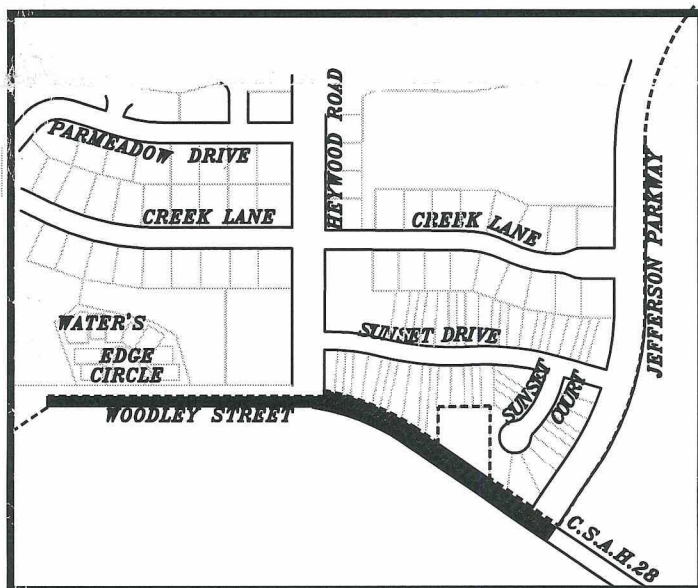 HEYWOOD ROAD
PARMEADOW DRIVE
JEFFERSON PARKWAY
CREEK LANE
CREEK LANE
WATER'S
EDGE
CIRCLE
SUNSET DRIVE
SUNSET
COURT
WOODLEY STREET
C.S.A.H.28